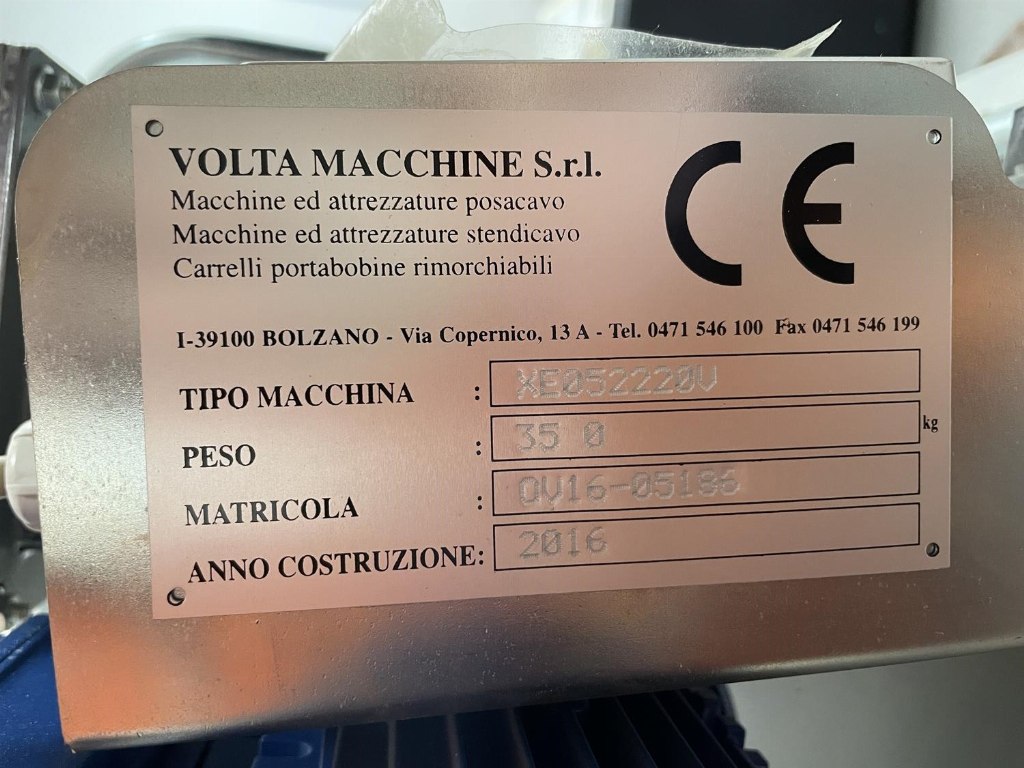 VOLTA MACCHINE S.r.l.
Macchine ed attrezzature posacavo
Macchine ed attrezzature stendicavo
Carrelli portabobine rimorchiabili
CE
I-39100 BOLZANO - Via Copernico, 13 A - Tel. 0471 546 100 Fax 0471 546 199
TIPO MACCHINA : XE052220V
PESO : 35 0 kg
MATRICOLA : OV16-05186
ANNO COSTRUZIONE: 2016